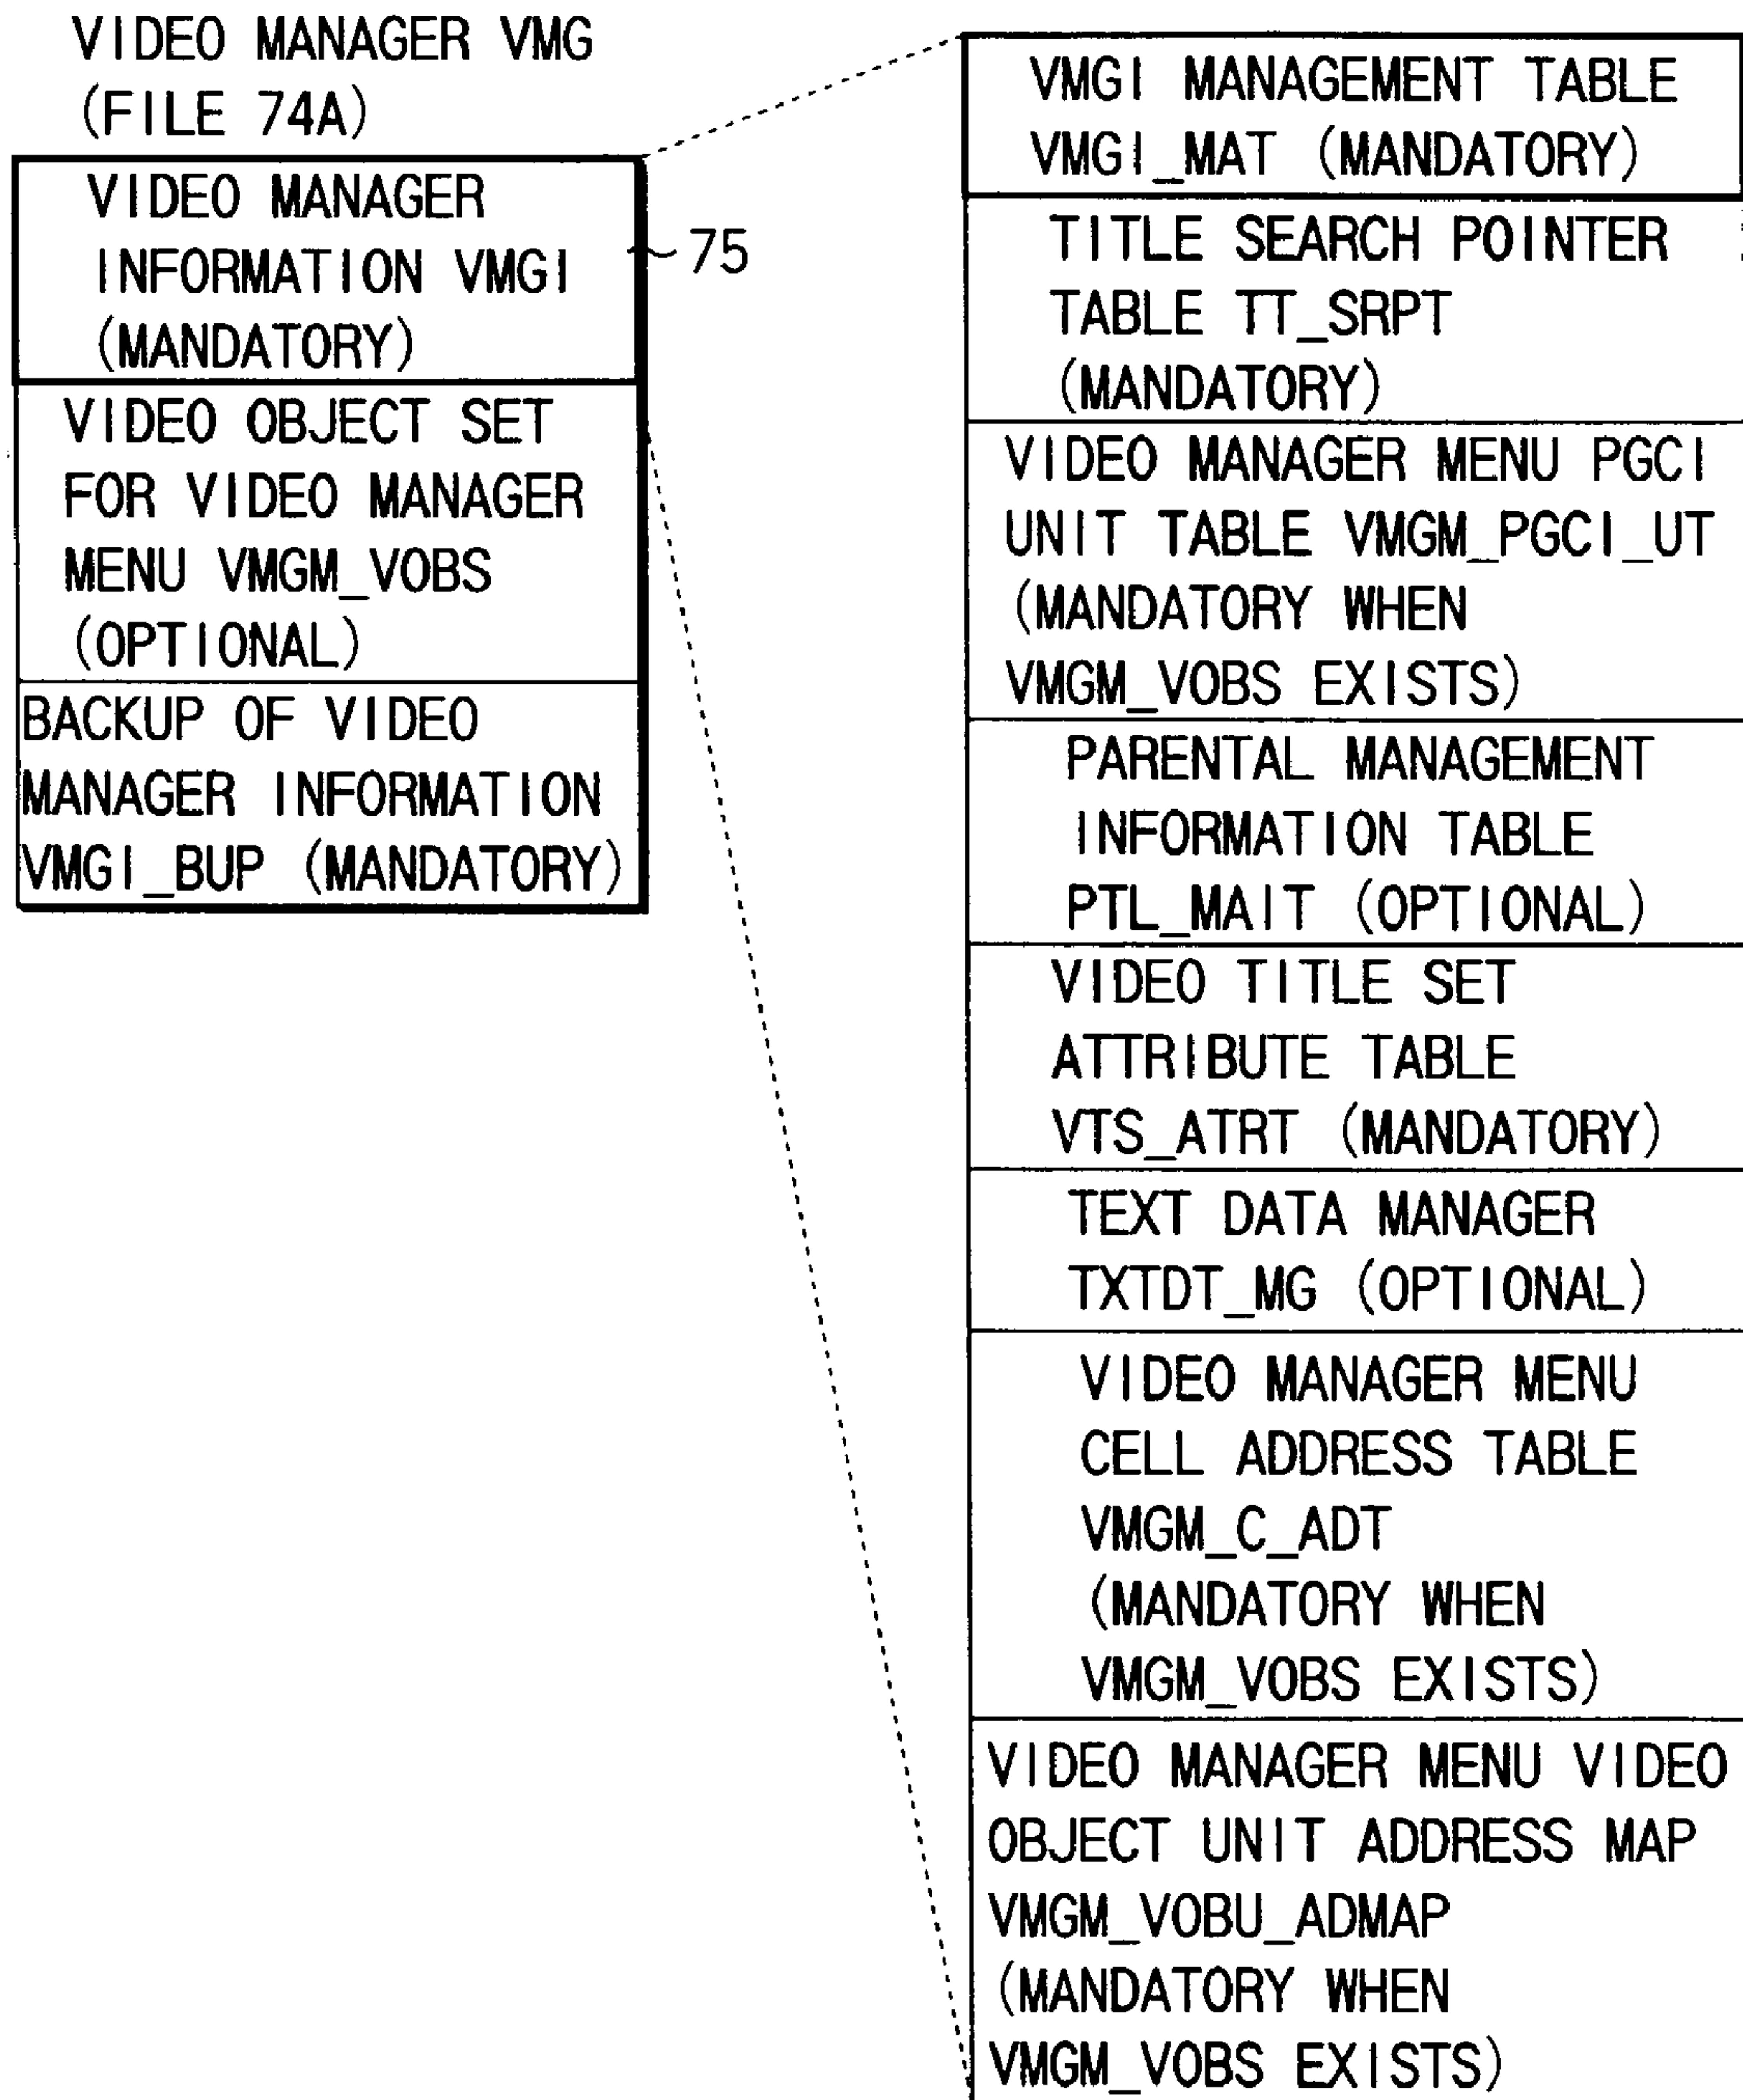 VIDEO MANAGER VMG
(FILE 74A)
VIDEO MANAGER
INFORMATION VMGI
(MANDATORY)
75
VIDEO OBJECT SET
FOR VIDEO MANAGER
MENU VMGM_VOBS
(OPTIONAL)
BACKUP OF VIDEO
MANAGER INFORMATION
VMGI_BUP (MANDATORY)
VMGI MANAGEMENT TABLE
VMGI_MAT (MANDATORY)
TITLE SEARCH POINTER
TABLE TT_SRPT
(MANDATORY)
VIDEO MANAGER MENU PGCI
UNIT TABLE VMGM_PGCI_UT
(MANDATORY WHEN
VMGM_VOBS EXISTS)
PARENTAL MANAGEMENT
INFORMATION TABLE
PTL_MAIT (OPTIONAL)
VIDEO TITLE SET
ATTRIBUTE TABLE
VTS_ATRT (MANDATORY)
TEXT DATA MANAGER
TXTDT_MG (OPTIONAL)
VIDEO MANAGER MENU
CELL ADDRESS TABLE
VMGM_C_ADT
(MANDATORY WHEN
VMGM_VOBS EXISTS)
VIDEO MANAGER MENU VIDEO
OBJECT UNIT ADDRESS MAP
VMGM_VOBU_ADMAP
(MANDATORY WHEN
VMGM_VOBS EXISTS)